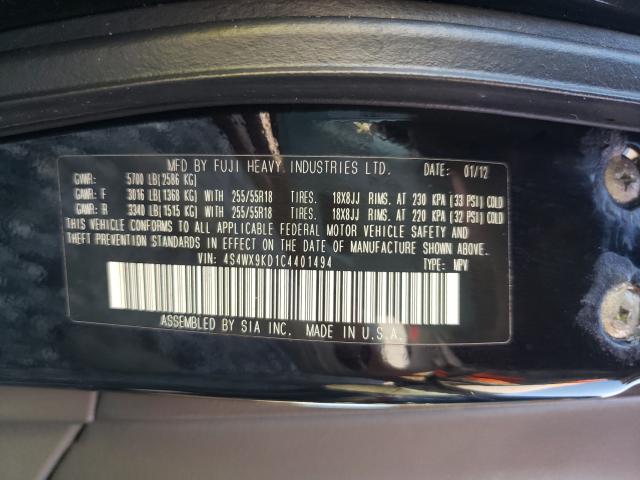 MFD BY FUJI HEAVY INDUSTRIES LTD. DATE: 01/12
GVWR: 5700 LB(2586 KG)
GAWR: F 3016 LB(1368 KG) WITH 255/55R18 TIRES. 18X8JJ RIMS. AT 230 KPA (33 PSI) COLD
GAWR: R 3340 LB(1515 KG) WITH 255/55R18 TIRES. 18X8JJ RIMS. AT 220 KPA (32 PSI) COLD
THIS VEHICLE CONFORMS TO ALL APPLICABLE FEDERAL MOTOR VEHICLE SAFETY AND
THEFT PREVENTION STANDARDS IN EFFECT ON THE DATE OF MANUFACTURE SHOWN ABOVE.
VIN: 4S4WX9KD1C4401494 TYPE: MPV
ASSEMBLED BY SIA INC. MADE IN U.S.A.